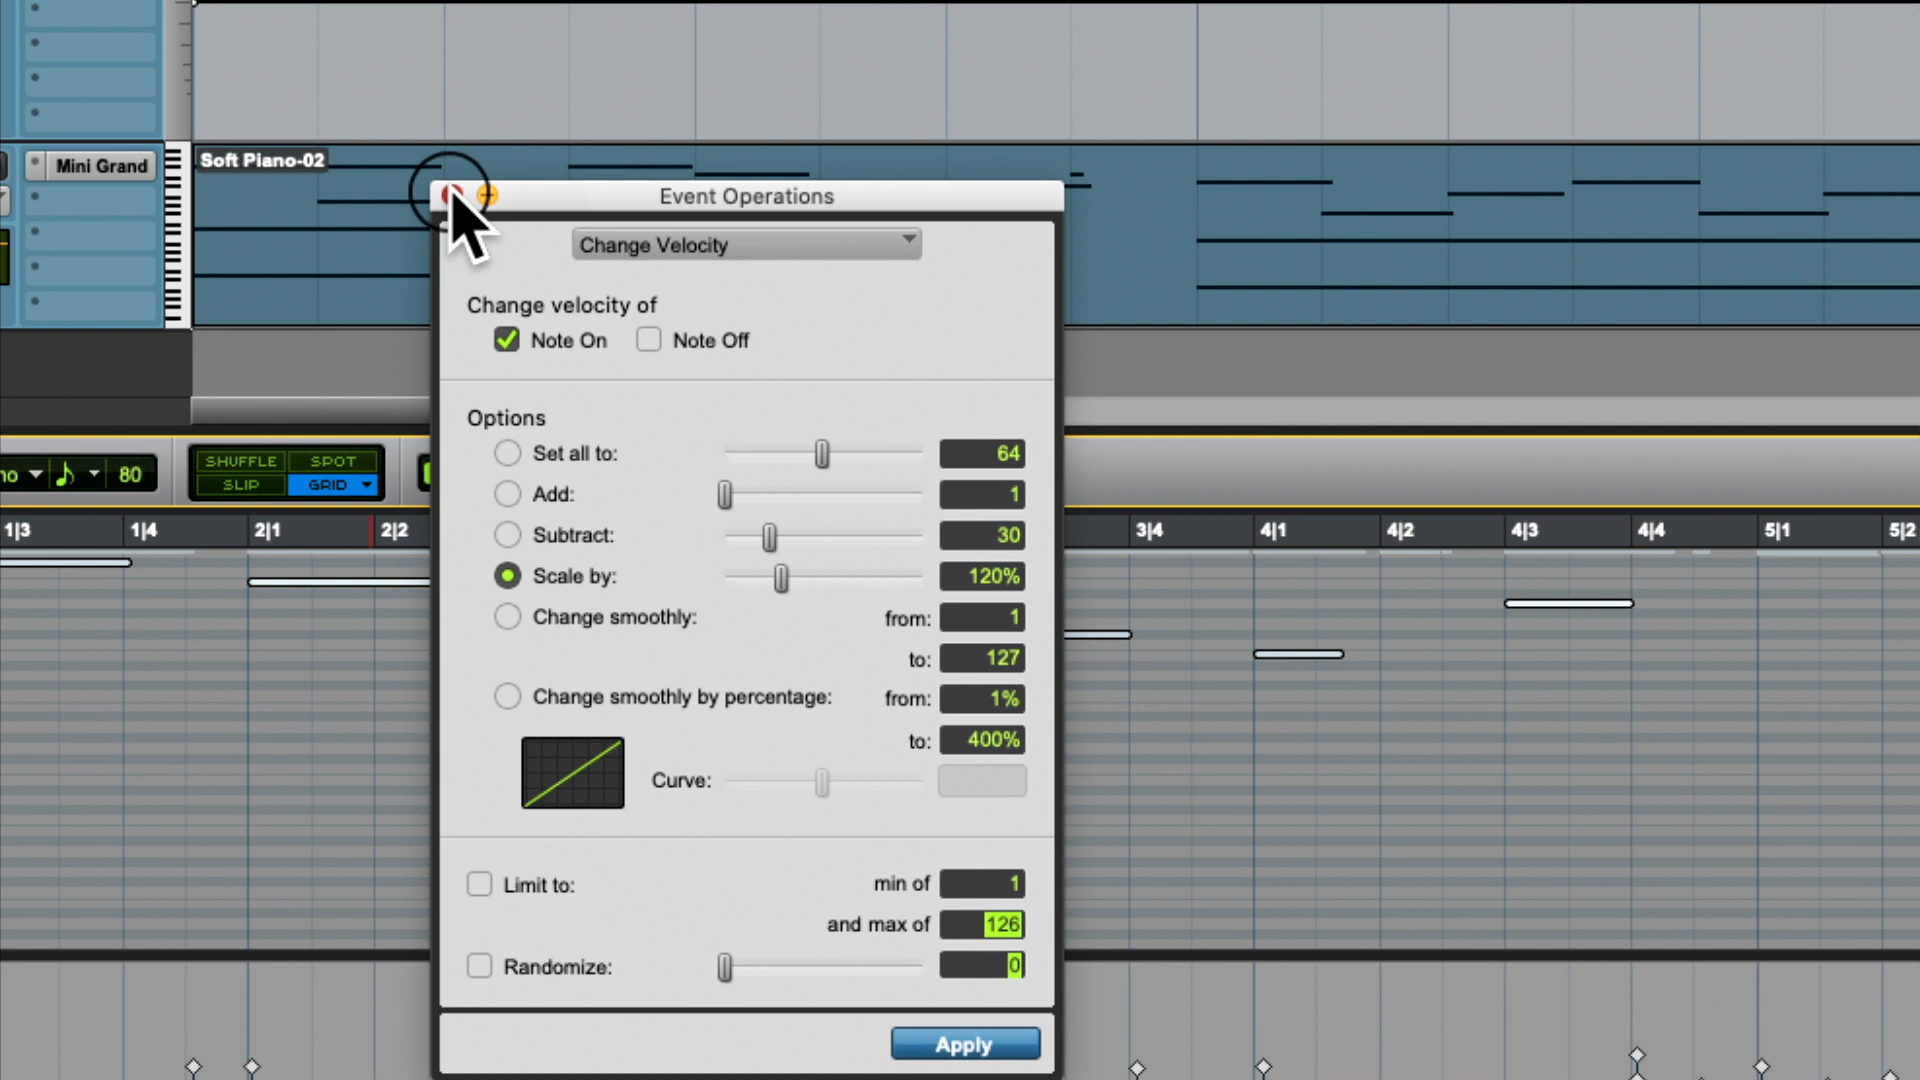 Mini Grand
Soft Piano-02
Event Operations
Change Velocity
Change velocity of
Note On
Note Off
Options
Set all to:
64
Add:
1
Subtract:
30
Scale by:
120%
Change smoothly:
from:
1
to:
127
Change smoothly by percentage:
from:
1%
to:
400%
Curve:
Limit to:
min of
1
and max of
126
Randomize:
0
Apply
80
SHUFFLE
SPOT
SLIP
GRID
1|3
1|4
2|1
2|2
3|4
4|1
4|2
4|3
4|4
5|1
5|2